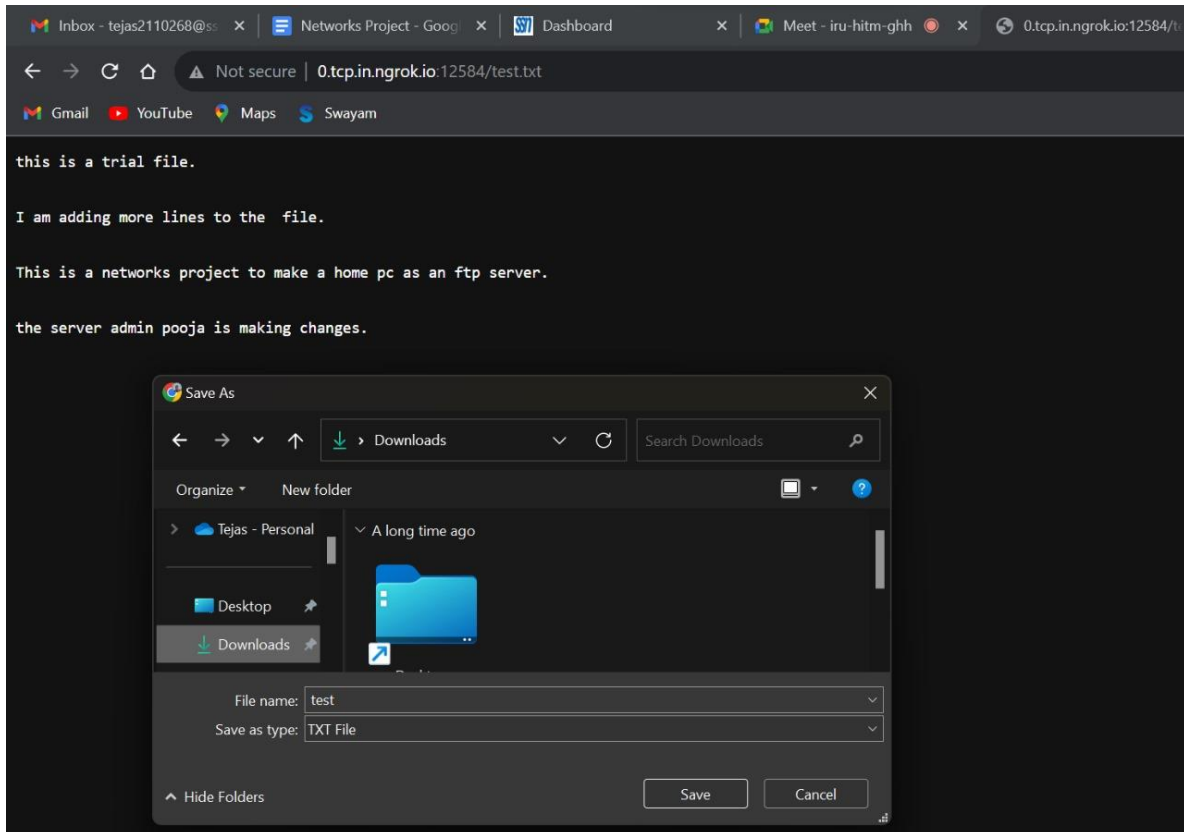 Inbox - tejas2110268@ss
Networks Project - Goog
Dashboard
Meet - iru-hitm-ghh
0.tcp.in.ngrok.io:12584/t
Not secure | 0.tcp.in.ngrok.io:12584/test.txt
Gmail YouTube Maps Swayam
this is a trial file.
I am adding more lines to the  file.
This is a networks project to make a home pc as an ftp server.
the server admin pooja is making changes.
Save As
Downloads
Search Downloads
Organize New folder
Tejas - Personal
A long time ago
Desktop
Downloads
File name: test
Save as type: TXT File
Hide Folders
Save Cancel